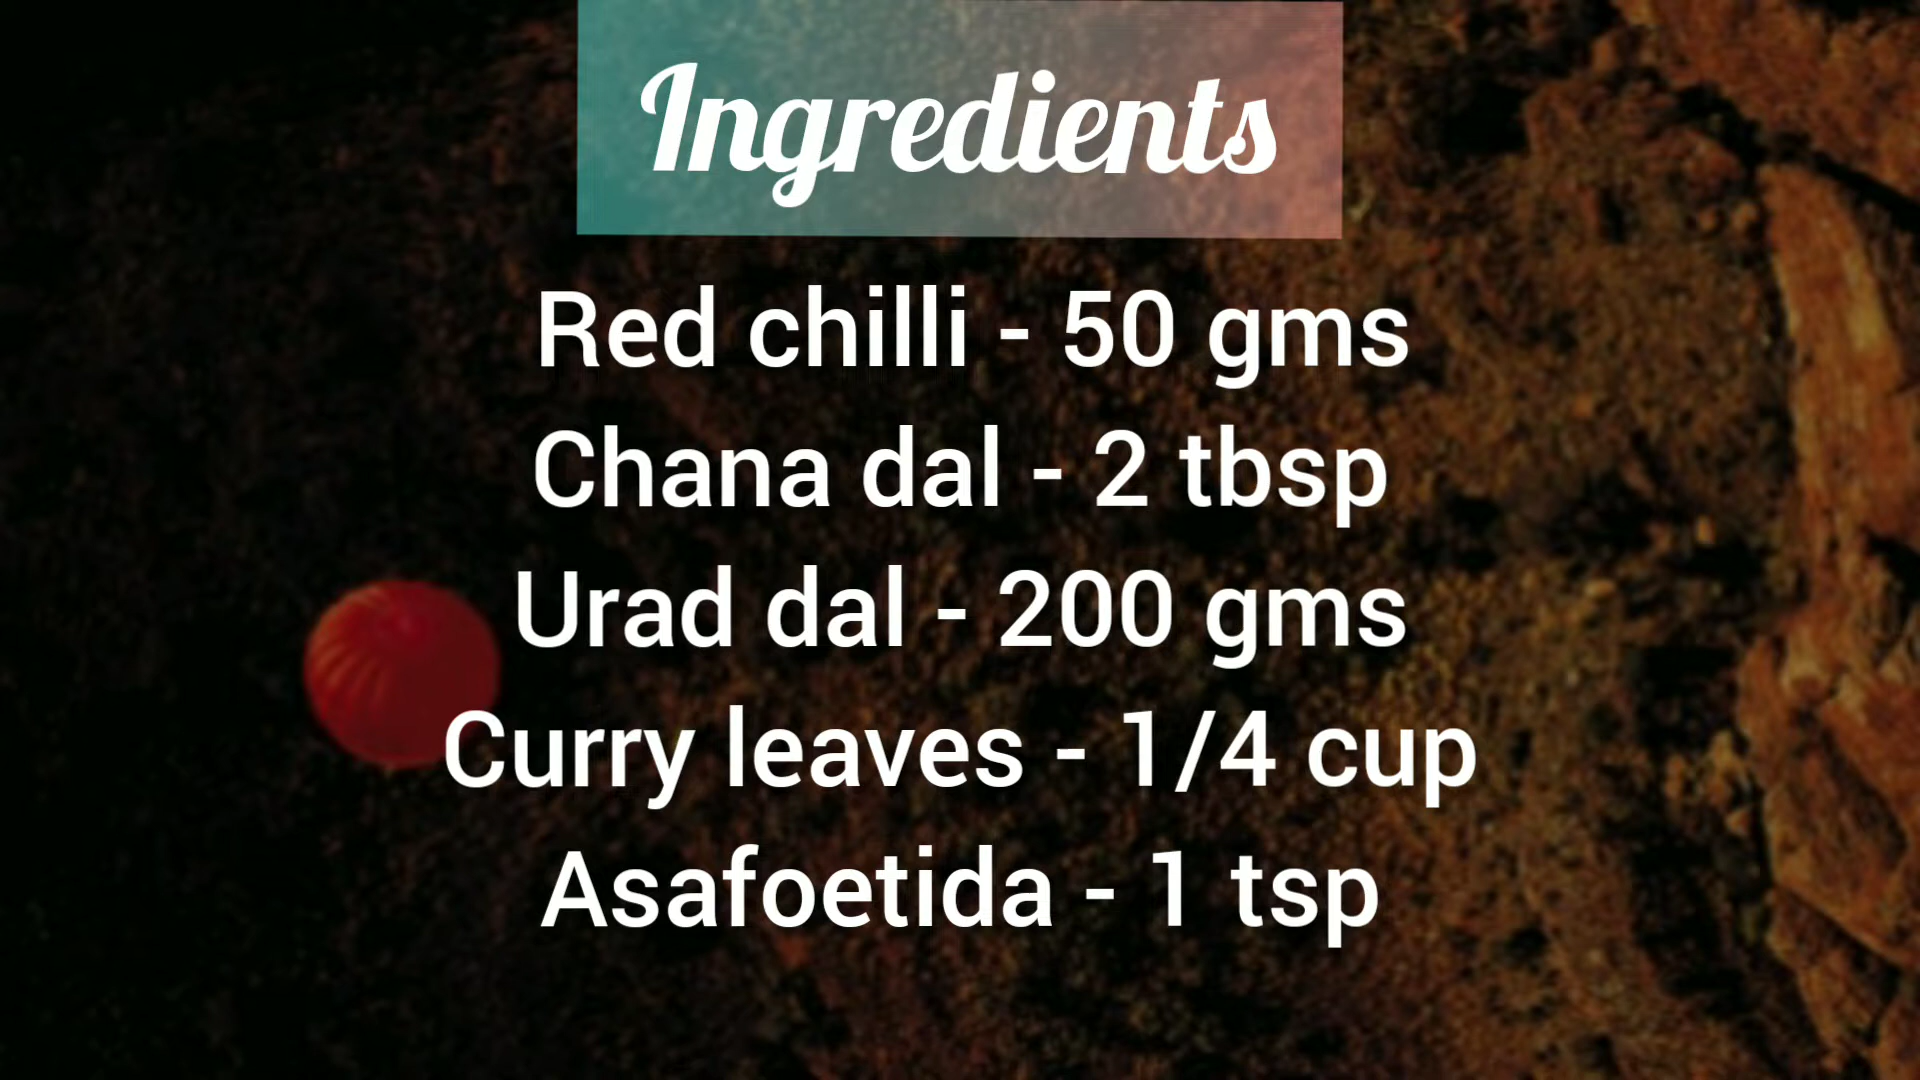 Ingredients
Red chilli - 50 gms
Chana dal - 2 tbsp
Urad dal - 200 gms
Curry leaves - 1/4 cup
Asafoetida - 1 tsp